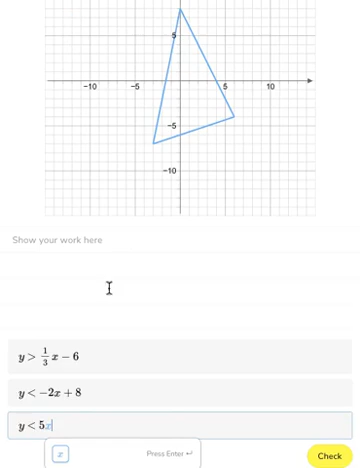 5
−10 −5 5 10
−5
−10
Show your work here
y > 1/3 x − 6
y < −2x + 8
y < 5x
x Press Enter ↵
Check